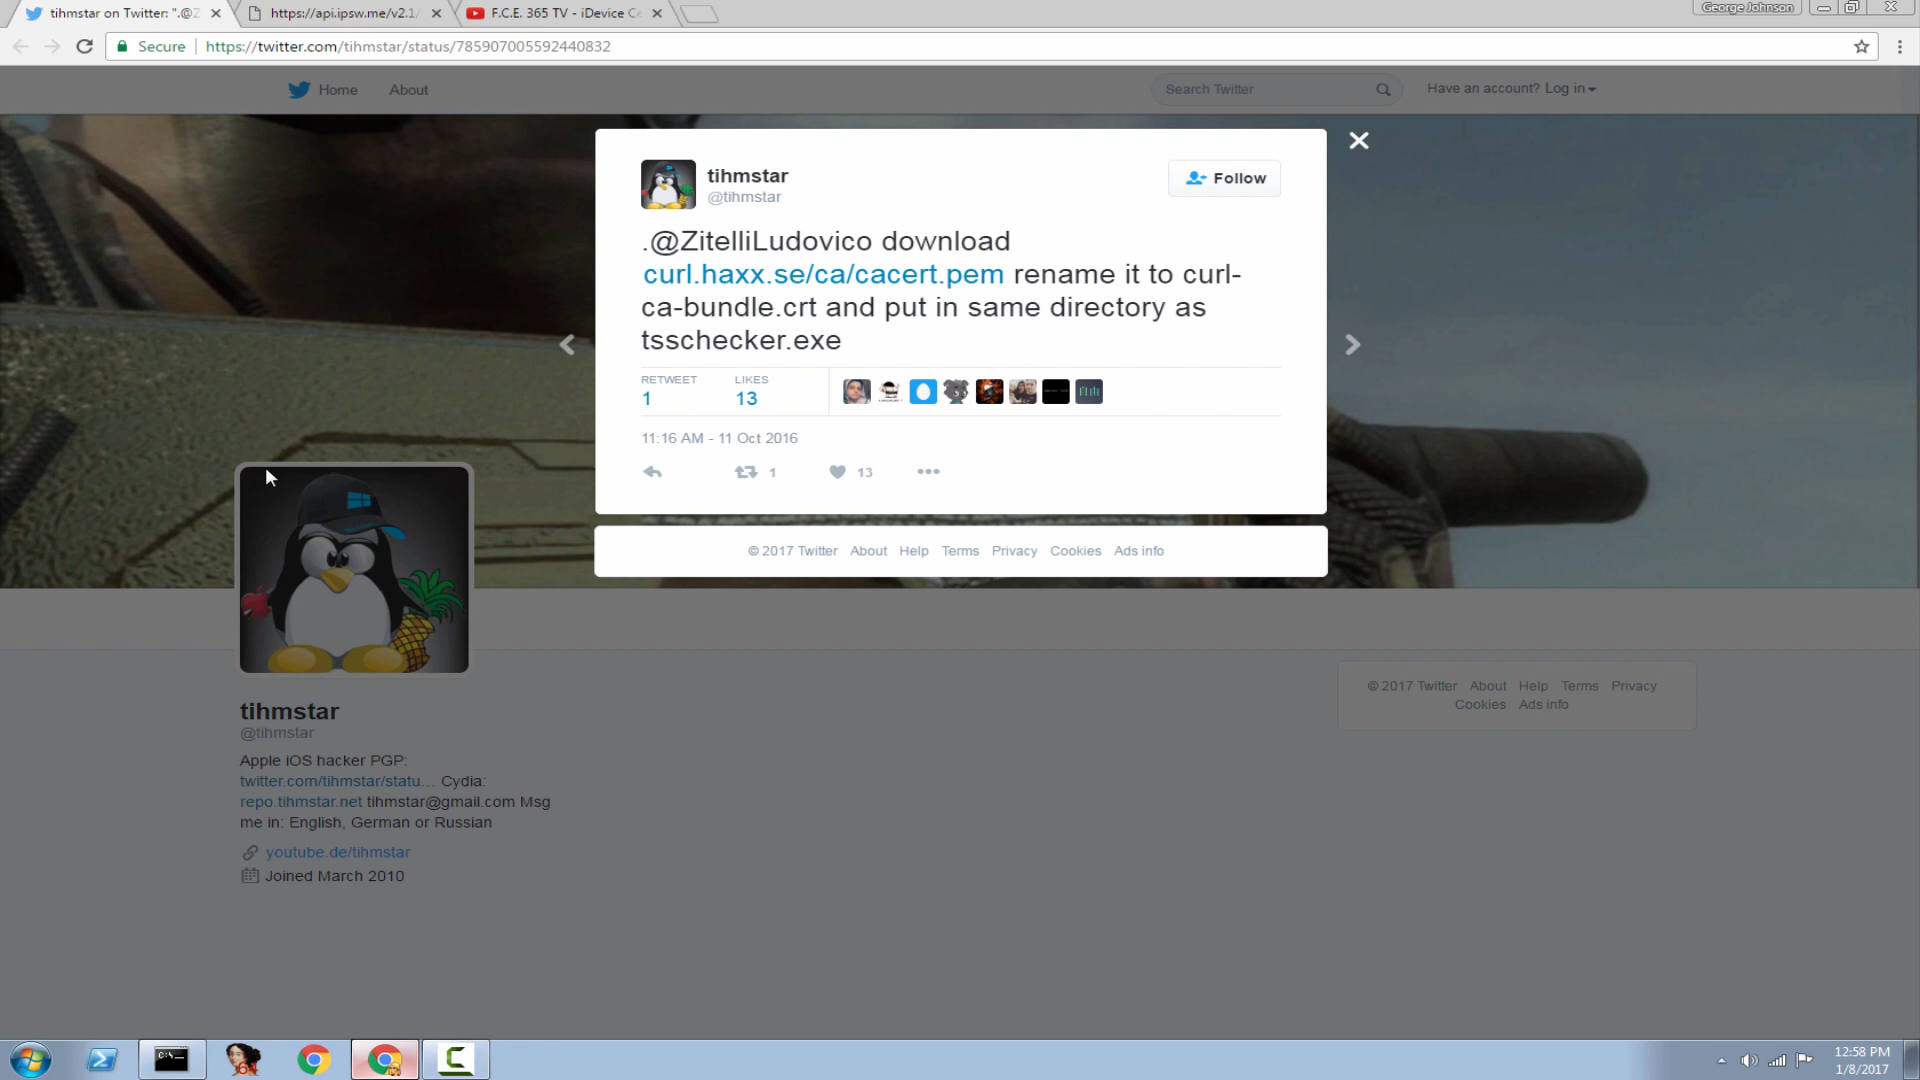 tihmstar on Twitter: ".@Z
https://api.ipsw.me/v2.1/
F.C.E. 365 TV - iDevice Ce
George Johnson
Secure
https://twitter.com/tihmstar/status/785907005592440832
Home
About
Search Twitter
Have an account? Log in
tihmstar
@tihmstar
Follow
.@ZitelliLudovico download
curl.haxx.se/ca/cacert.pem rename it to curl-
ca-bundle.crt and put in same directory as
tsschecker.exe
RETWEET
1
LIKES
13
11:16 AM - 11 Oct 2016
1
13
© 2017 Twitter About Help Terms Privacy Cookies Ads info
tihmstar
@tihmstar
Apple iOS hacker PGP:
twitter.com/tihmstar/statu… Cydia:
repo.tihmstar.net tihmstar@gmail.com Msg
me in: English, German or Russian
youtube.de/tihmstar
Joined March 2010
© 2017 Twitter About Help Terms Privacy
Cookies Ads info
C:\
64
12:58 PM
1/8/2017